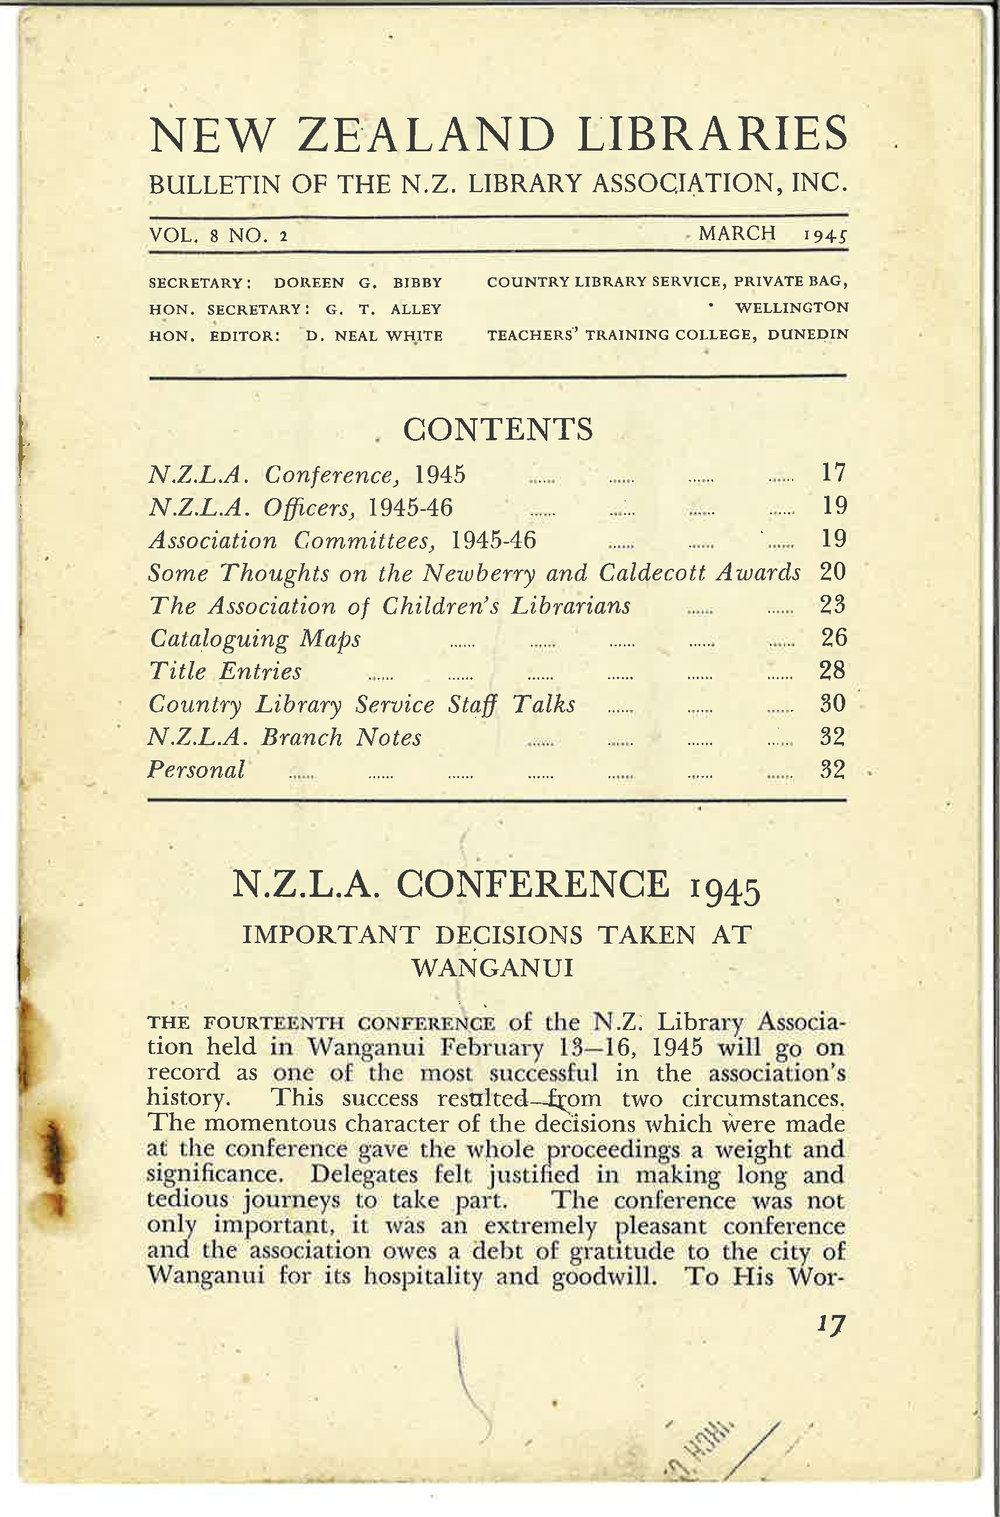 NEW ZEALAND LIBRARIES
BULLETIN OF THE N.Z. LIBRARY ASSOCIATION, INC.
VOL. 8 NO. 2 MARCH 1945
SECRETARY: DOREEN G. BIBBY COUNTRY LIBRARY SERVICE, PRIVATE BAG,
HON. SECRETARY: G. T. ALLEY WELLINGTON
HON. EDITOR: D. NEAL WHITE TEACHERS' TRAINING COLLEGE, DUNEDIN
CONTENTS
N.Z.L.A. Conference, 1945 ...... ...... ...... ...... 17
N.Z.L.A. Officers, 1945-46 ...... ...... ...... ...... 19
Association Committees, 1945-46 ...... ...... ...... 19
Some Thoughts on the Newberry and Caldecott Awards 20
The Association of Children's Librarians ...... ...... 23
Cataloguing Maps ...... ...... ...... ...... ...... 26
Title Entries ...... ...... ...... ...... ...... ...... 28
Country Library Service Staff Talks ...... ...... ...... 30
N.Z.L.A. Branch Notes ...... ...... ...... ...... 32
Personal ...... ...... ...... ...... ...... ...... ...... 32
N.Z.L.A. CONFERENCE 1945
IMPORTANT DECISIONS TAKEN AT
WANGANUI
THE FOURTEENTH CONFERENCE of the N.Z. Library Associa-
tion held in Wanganui February 13–16, 1945 will go on
record as one of the most successful in the association's
history. This success resulted from two circumstances.
The momentous character of the decisions which were made
at the conference gave the whole proceedings a weight and
significance. Delegates felt justified in making long and
tedious journeys to take part. The conference was not
only important, it was an extremely pleasant conference
and the association owes a debt of gratitude to the city of
Wanganui for its hospitality and goodwill. To His Wor-
17